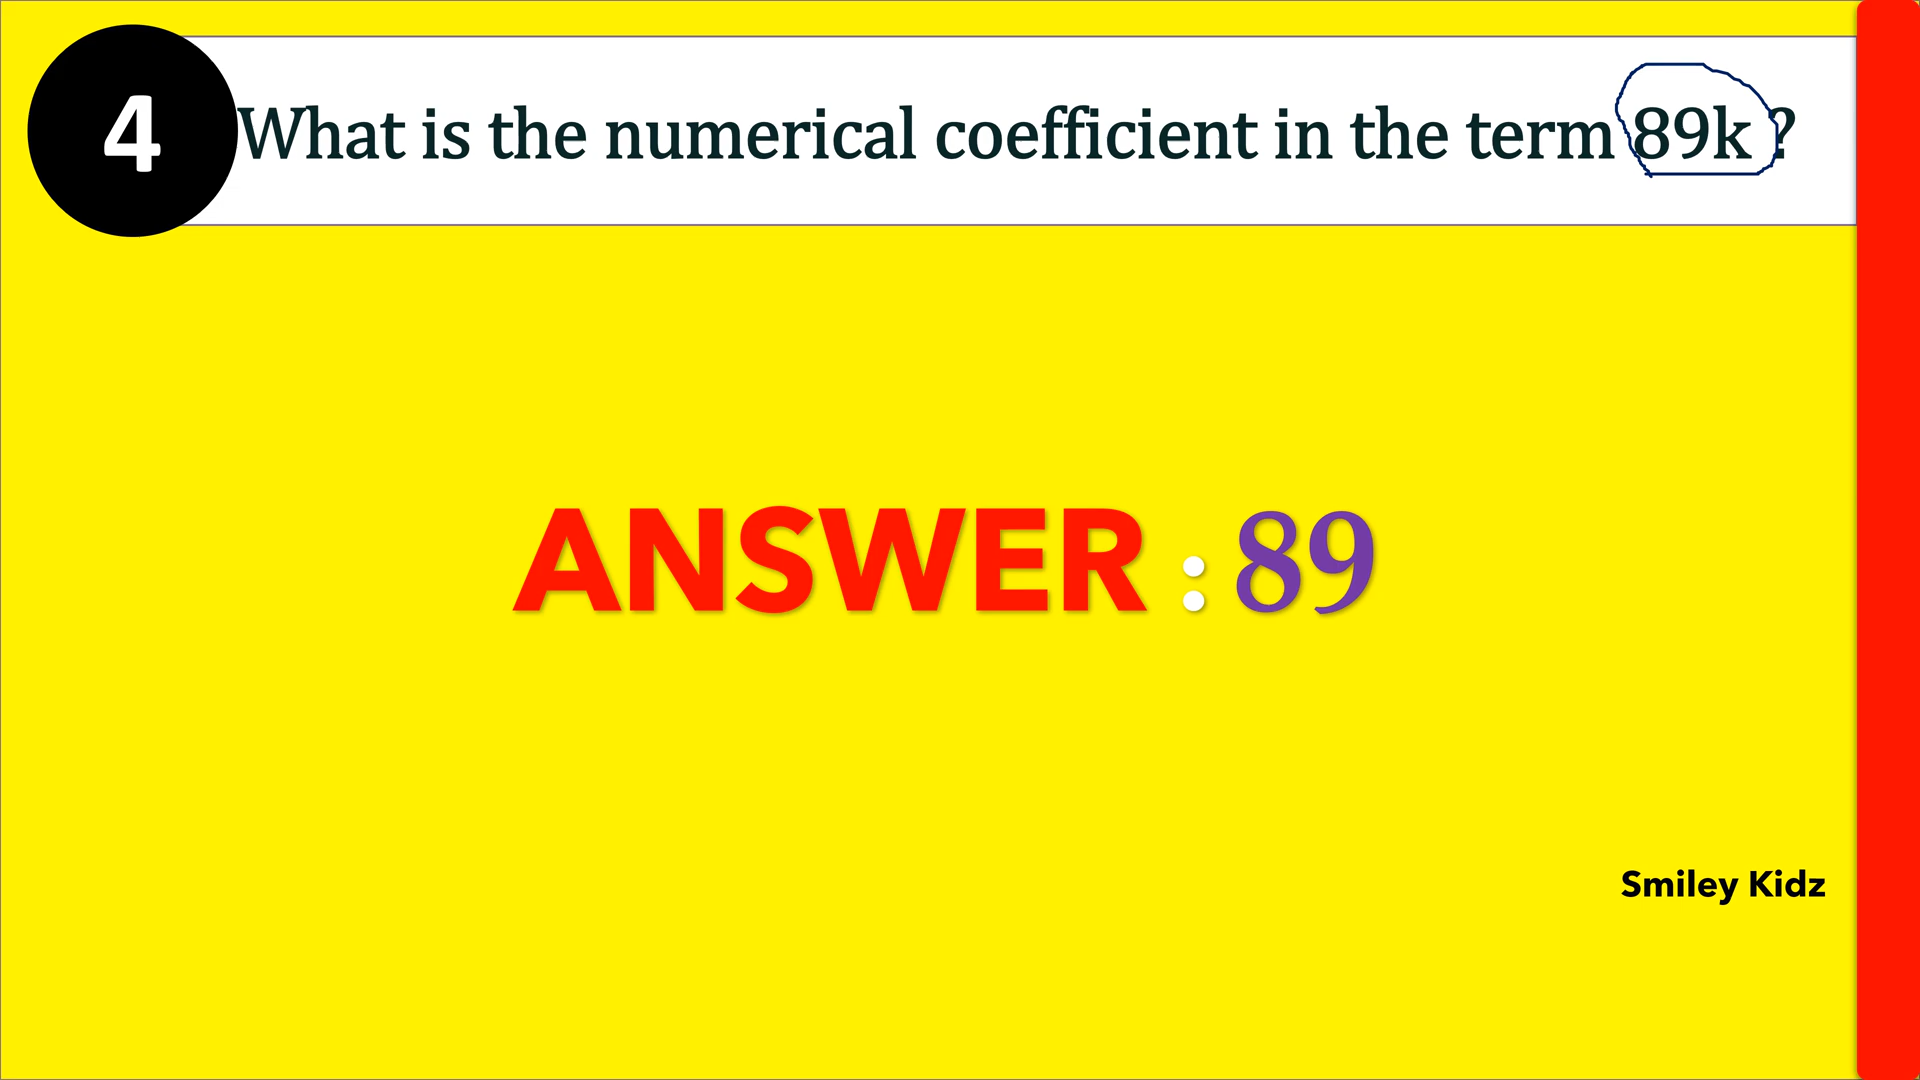 4
What is the numerical coefficient in the term 89k ?
ANSWER : 89
Smiley Kidz